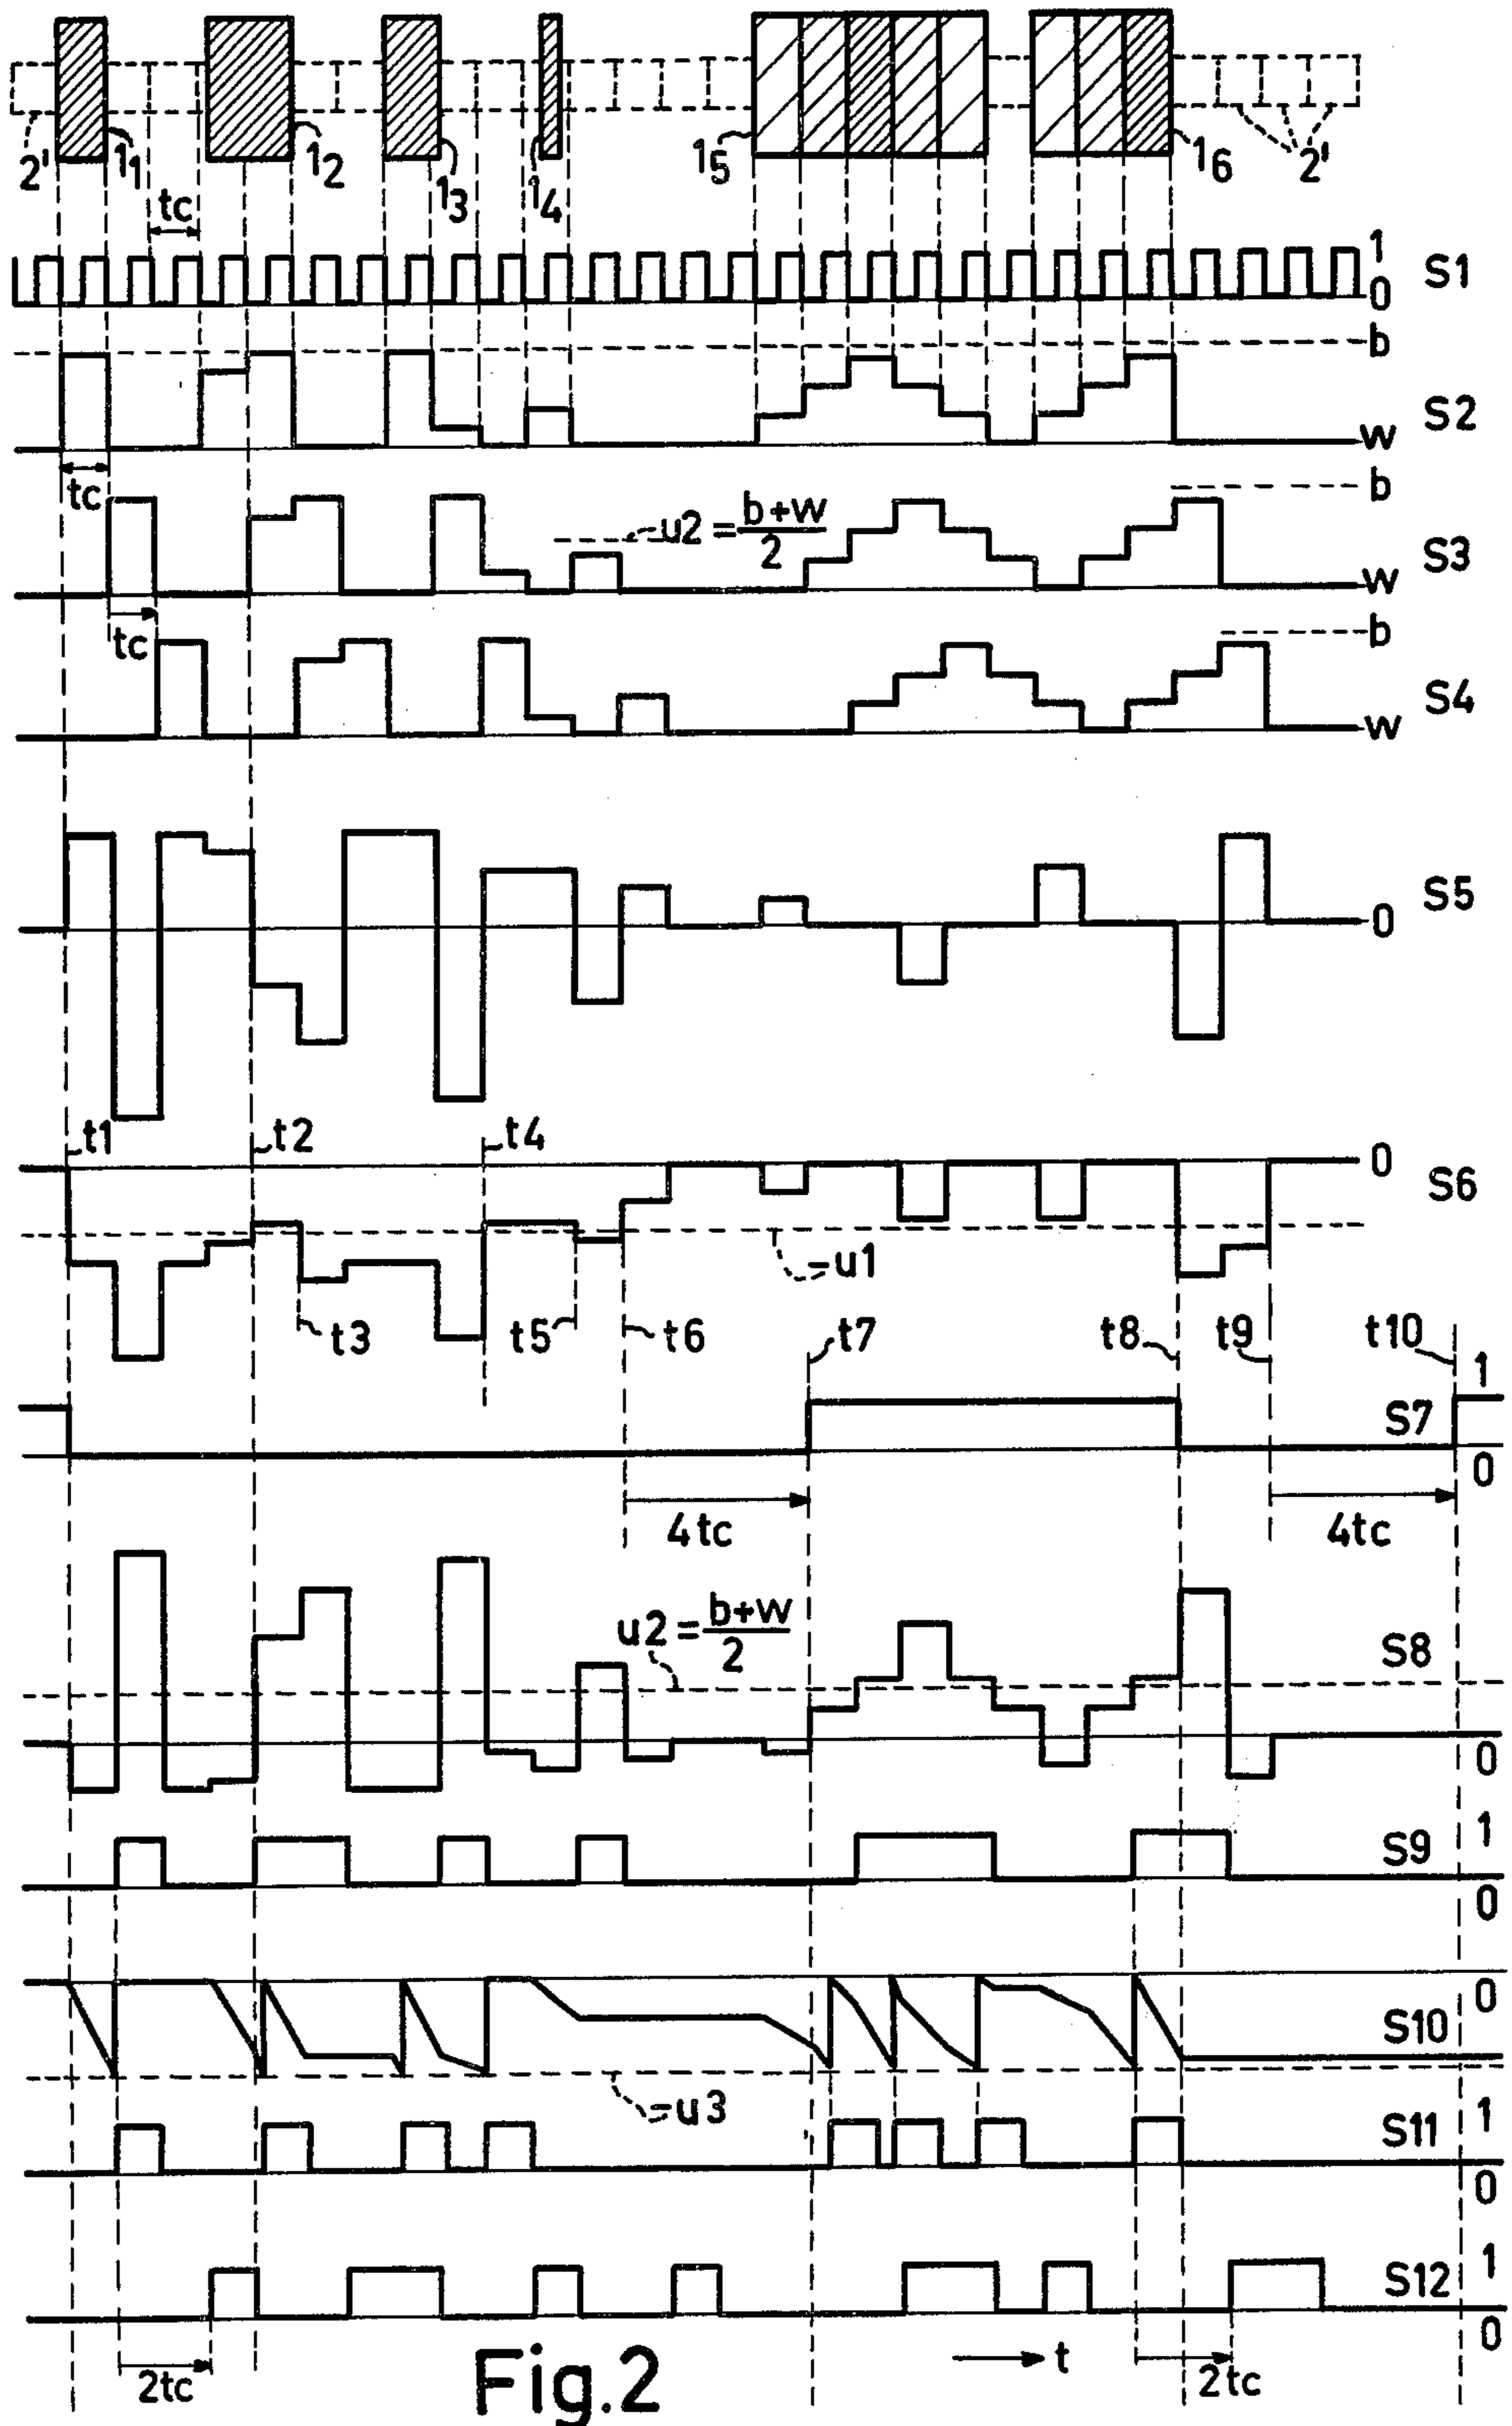 2' 1₁ 1₂ 1₃ 1₄ 1₅ 1₆ 2'
tc
1
0 S1
b
S2
w
tc
b
u2 = b+w/2
S3
w
tc
b
S4
w
S5
0
t1 t2 t4
0
S6
-u1
t3 t5 t6 t7 t8 t9 t10
1
S7
0
4tc 4tc
u2 = b+w/2
S8
0
1
S9
0
0
S10
-u3
1
S11
0
1
S12
0
2tc t 2tc
Fig.2